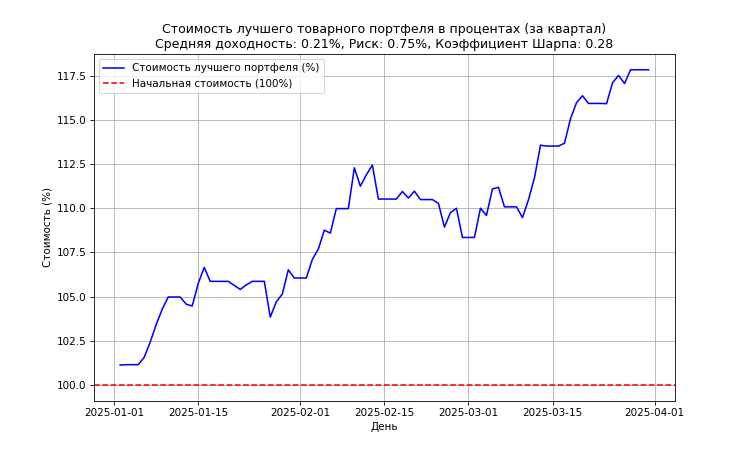 Стоимость лучшего товарного портфеля в процентах (за квартал)
Средняя доходность: 0.21%, Риск: 0.75%, Коэффициент Шарпа: 0.28
Стоимость лучшего портфеля (%)
Начальная стоимость (100%)
Стоимость (%)
117.5
115.0
112.5
110.0
107.5
105.0
102.5
100.0
2025-01-01 2025-01-15 2025-02-01 2025-02-15 2025-03-01 2025-03-15 2025-04-01
День